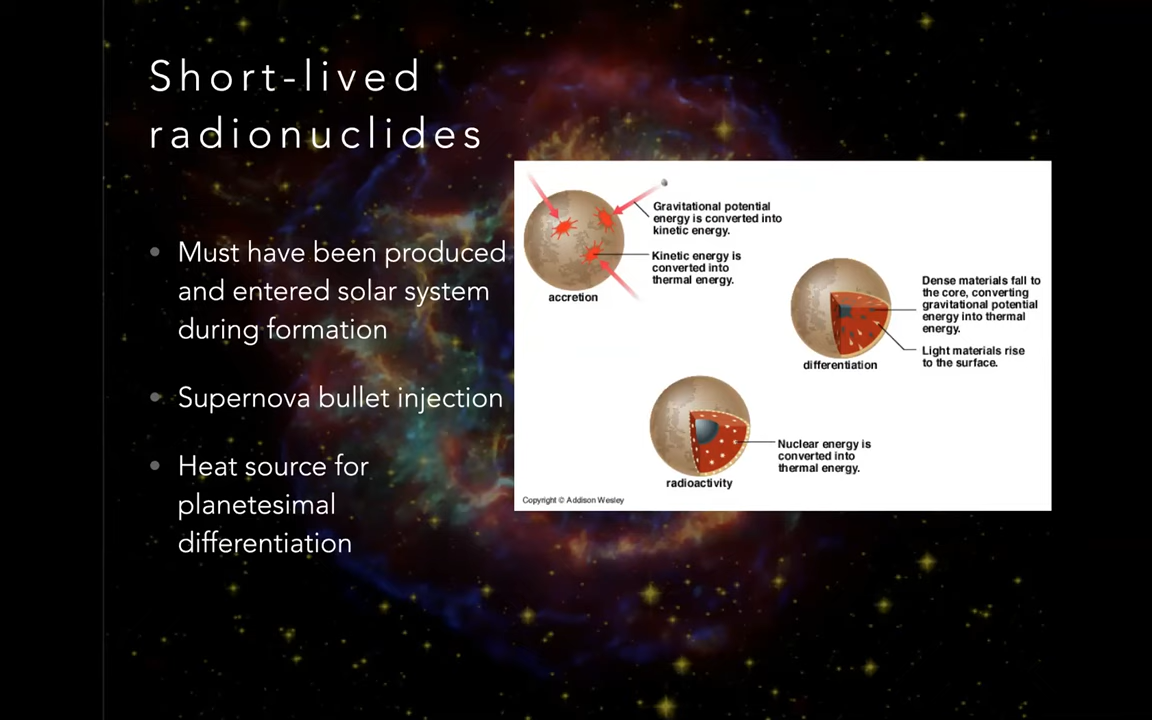 Short-lived
radionuclides
Must have been produced
and entered solar system
during formation
Supernova bullet injection
Heat source for
planetesimal
differentiation
Gravitational potential
energy is converted into
kinetic energy.
Kinetic energy is
converted into
thermal energy.
accretion
Dense materials fall to
the core, converting
gravitational potential
energy into thermal
energy.
Light materials rise
to the surface.
differentiation
Nuclear energy is
converted into
thermal energy.
radioactivity
Copyright © Addison Wesley